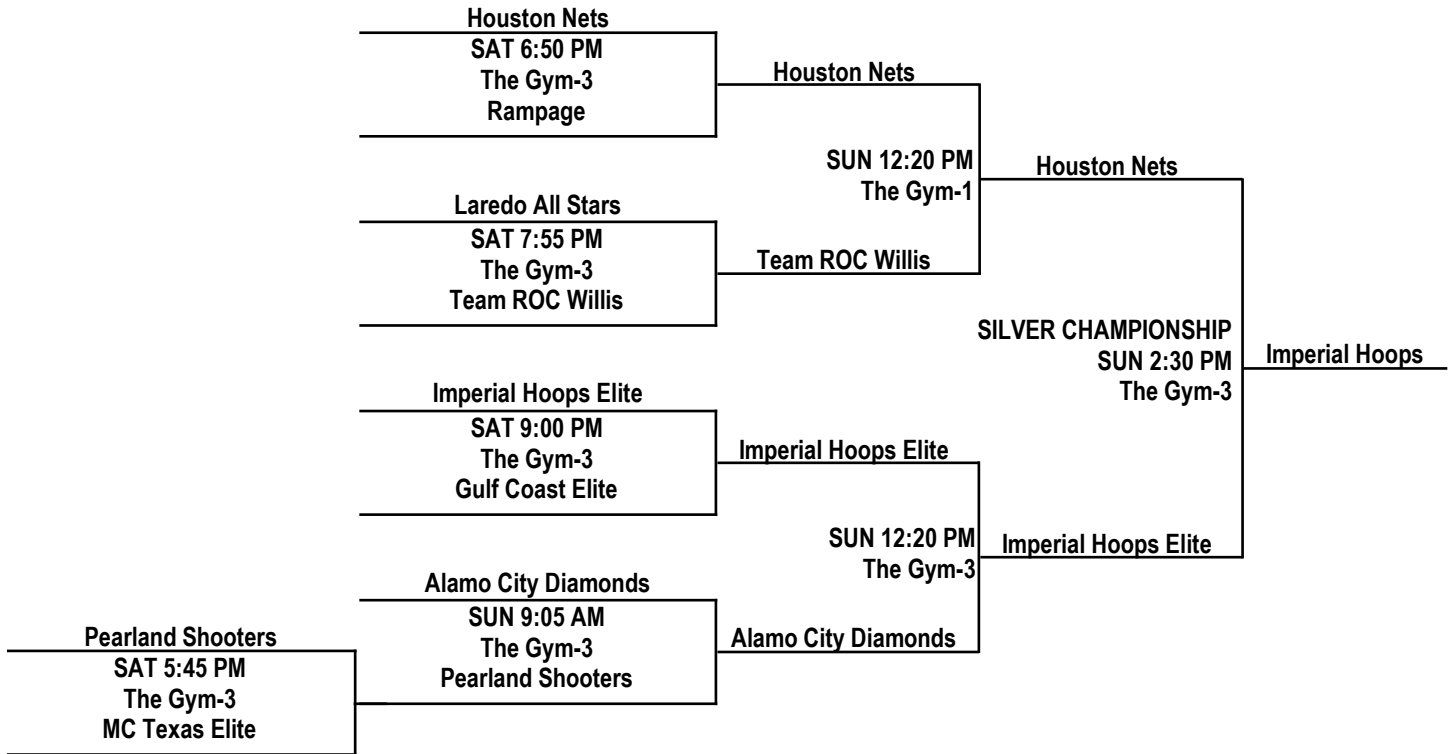 Houston Nets
SAT 6:50 PM
The Gym-3
Rampage
Houston Nets
SUN 12:20 PM
The Gym-1
Houston Nets
Laredo All Stars
SAT 7:55 PM
The Gym-3
Team ROC Willis
Team ROC Willis
SILVER CHAMPIONSHIP
SUN 2:30 PM
The Gym-3
Imperial Hoops
Imperial Hoops Elite
SAT 9:00 PM
The Gym-3
Gulf Coast Elite
Imperial Hoops Elite
SUN 12:20 PM
The Gym-3
Imperial Hoops Elite
Alamo City Diamonds
SUN 9:05 AM
The Gym-3
Pearland Shooters
Alamo City Diamonds
Pearland Shooters
SAT 5:45 PM
The Gym-3
MC Texas Elite